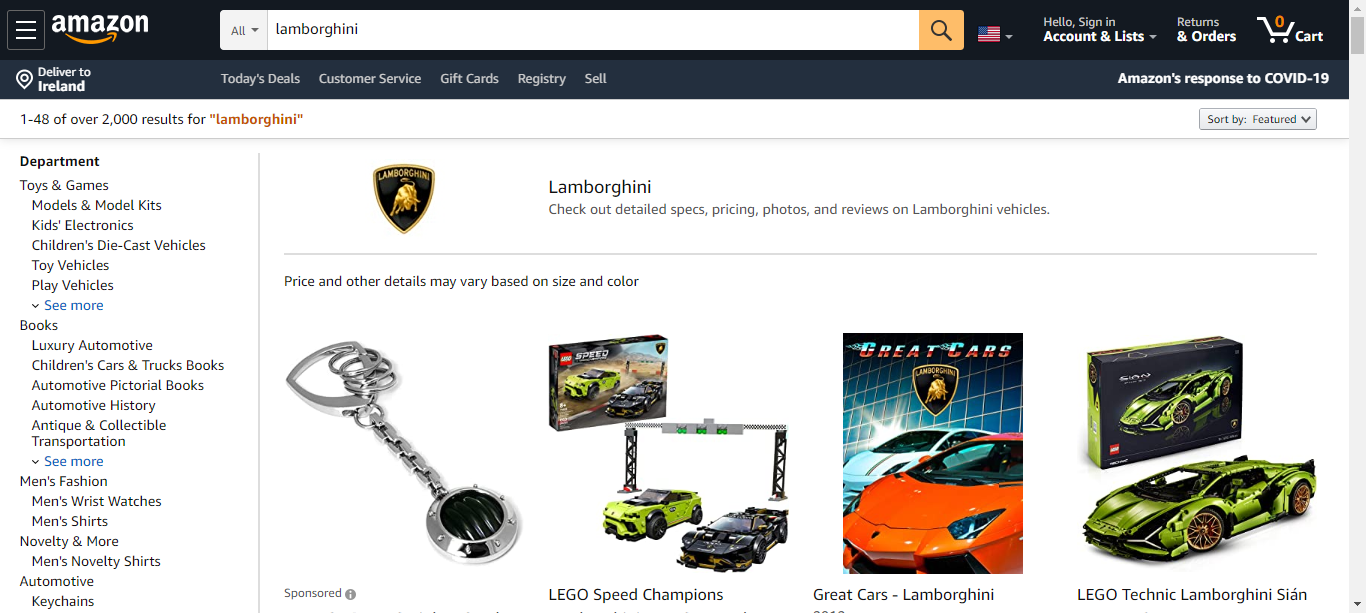 amazon
All
lamborghini
Hello, Sign in
Account & Lists
Returns
& Orders
0
Cart
Deliver to
Ireland
Today's Deals
Customer Service
Gift Cards
Registry
Sell
Amazon's response to COVID-19
1-48 of over 2,000 results for "lamborghini"
Sort by: Featured
Department
Toys & Games
Models & Model Kits
Kids' Electronics
Children's Die-Cast Vehicles
Toy Vehicles
Play Vehicles
See more
Books
Luxury Automotive
Children's Cars & Trucks Books
Automotive Pictorial Books
Automotive History
Antique & Collectible
Transportation
See more
Men's Fashion
Men's Wrist Watches
Men's Shirts
Novelty & More
Men's Novelty Shirts
Automotive
Keychains
LAMBORGHINI
Lamborghini
Check out detailed specs, pricing, photos, and reviews on Lamborghini vehicles.
Price and other details may vary based on size and color
LEGO SPEED
GREAT CARS
LAMBORGHINI
SIÁN
Sponsored
LEGO Speed Champions
Great Cars - Lamborghini
LEGO Technic Lamborghini Sián